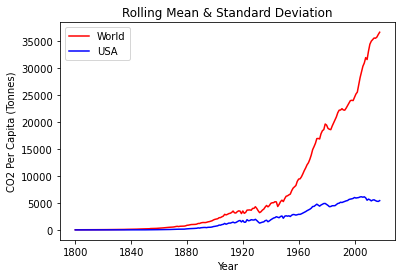 Rolling Mean & Standard Deviation
World
USA
CO2 Per Capita (Tonnes)
35000
30000
25000
20000
15000
10000
5000
0
1800
1840
1880
1920
1960
2000
Year